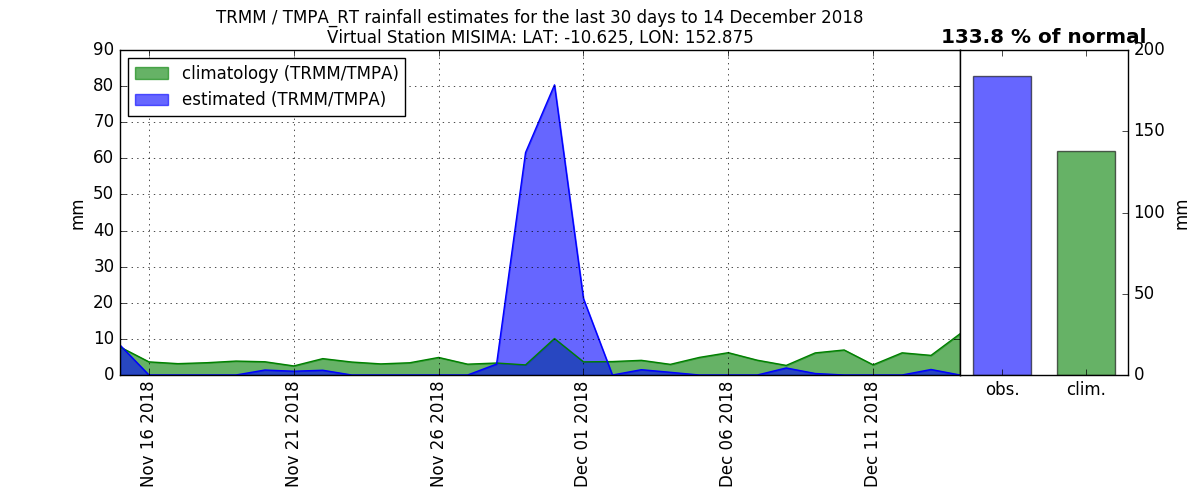 TRMM / TMPA_RT rainfall estimates for the last 30 days to 14 December 2018
Virtual Station MISIMA: LAT: -10.625, LON: 152.875
133.8 % of normal
climatology (TRMM/TMPA)
estimated (TRMM/TMPA)
90
80
70
60
50
40
30
20
10
0
mm
Nov 16 2018
Nov 21 2018
Nov 26 2018
Dec 01 2018
Dec 06 2018
Dec 11 2018
obs.
clim.
200
150
100
50
0
mm